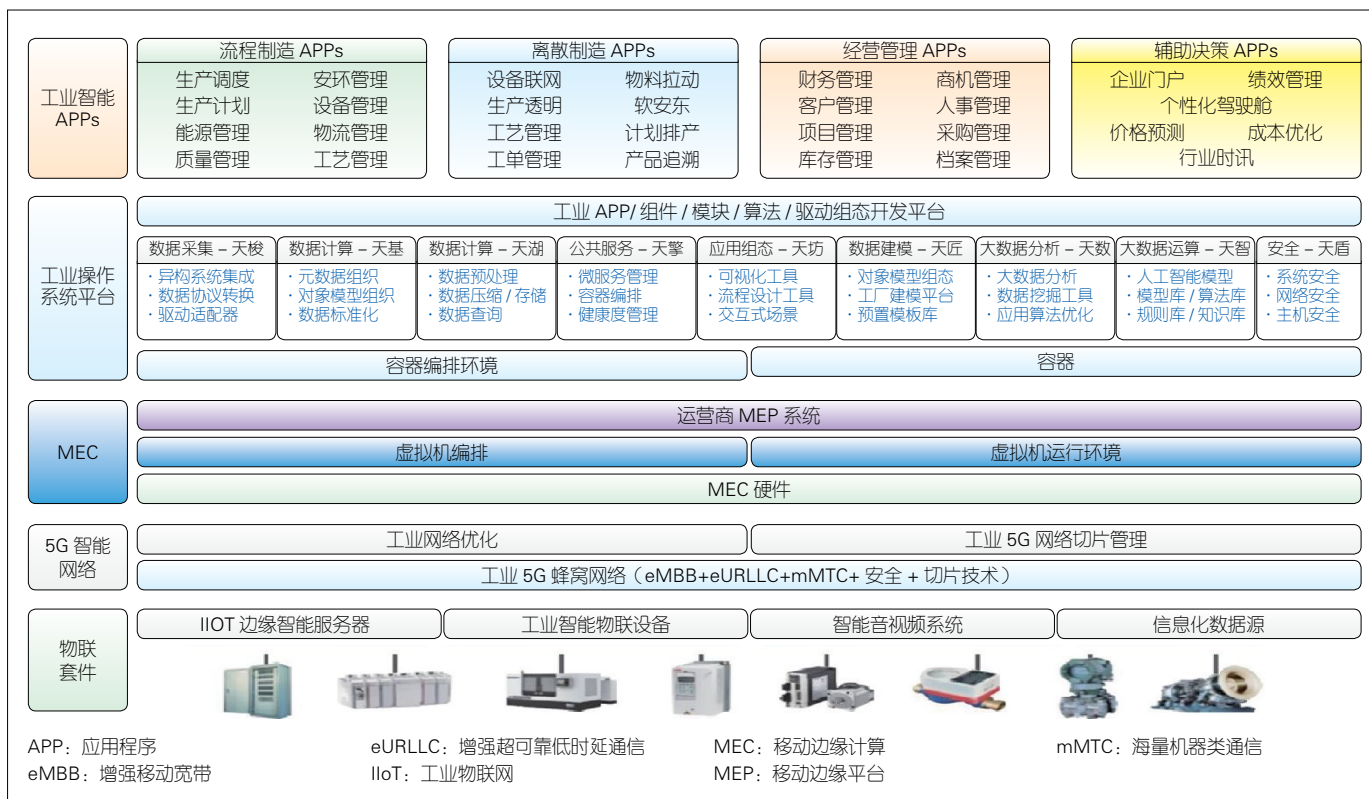 工业智能
APPs
流程制造 APPs
生产调度 安环管理
生产计划 设备管理
能源管理 物流管理
质量管理 工艺管理
离散制造 APPs
设备联网 物料拉动
生产透明 软安东
工艺管理 计划排产
工单管理 产品追溯
经营管理 APPs
财务管理 商机管理
客户管理 人事管理
项目管理 采购管理
库存管理 档案管理
辅助决策 APPs
企业门户 绩效管理
个性化驾驶舱
价格预测 成本优化
行业时讯
工业操作
系统平台
工业 APP/ 组件 / 模块 / 算法 / 驱动组态开发平台
数据采集 – 天梭
· 异构系统集成
· 数据协议转换
· 驱动适配器
数据计算 – 天基
· 元数据组织
· 对象模型组织
· 数据标准化
数据计算 – 天湖
· 数据预处理
· 数据压缩 / 存储
· 数据查询
公共服务 – 天擎
· 微服务管理
· 容器编排
· 健康度管理
应用组态 – 天坊
· 可视化工具
· 流程设计工具
· 交互式场景
数据建模 – 天匠
· 对象模型组态
· 工厂建模平台
· 预置模板库
大数据分析 – 天数
· 大数据分析
· 数据挖掘工具
· 应用算法优化
大数据运算 – 天智
· 人工智能模型
· 模型库 / 算法库
· 规则库 / 知识库
安全 – 天盾
· 系统安全
· 网络安全
· 主机安全
容器编排环境
容器
MEC
运营商 MEP 系统
虚拟机编排
虚拟机运行环境
MEC 硬件
5G 智能
网络
工业网络优化
工业 5G 网络切片管理
工业 5G 蜂窝网络（eMBB+eURLLC+mMTC+ 安全 + 切片技术）
物联
套件
IIOT 边缘智能服务器
工业智能物联设备
智能音视频系统
信息化数据源
APP：应用程序 eURLLC：增强超可靠低时延通信 MEC：移动边缘计算 mMTC：海量机器类通信
eMBB：增强移动宽带 IIoT：工业物联网 MEP：移动边缘平台